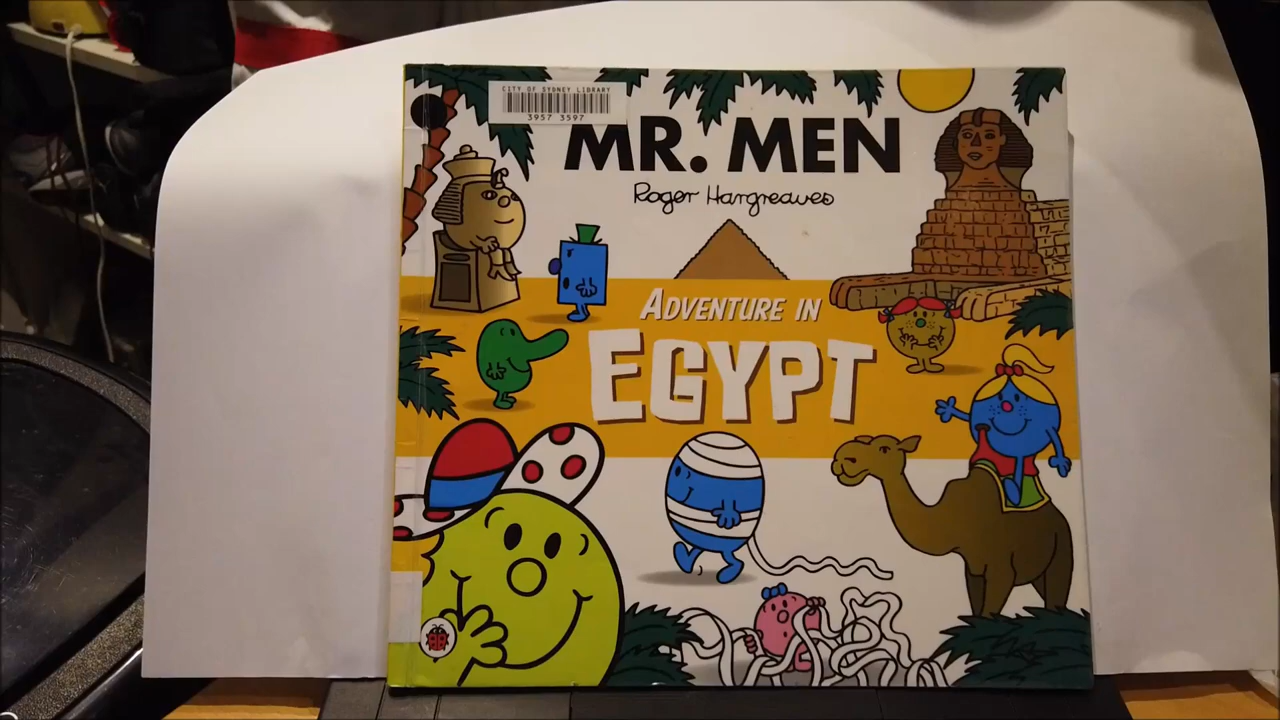 CITY OF SYDNEY LIBRARY
3957 3597
MR. MEN
Roger Hargreaves
ADVENTURE IN
EGYPT